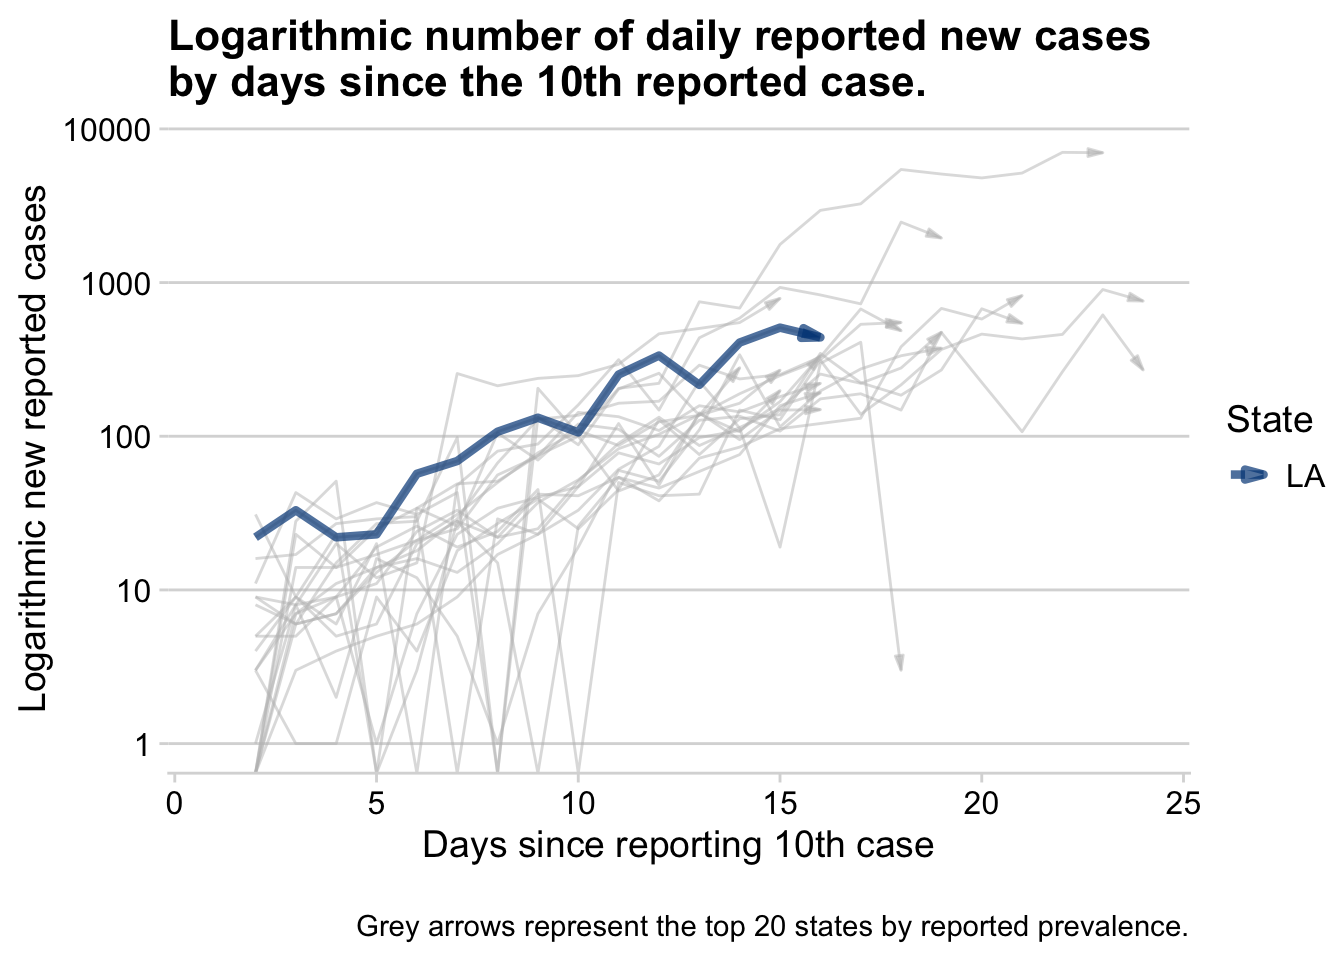 Logarithmic number of daily reported new cases
by days since the 10th reported case.
Logarithmic new reported cases
10000
1000
100
10
1
0 5 10 15 20 25
Days since reporting 10th case
State
LA
Grey arrows represent the top 20 states by reported prevalence.